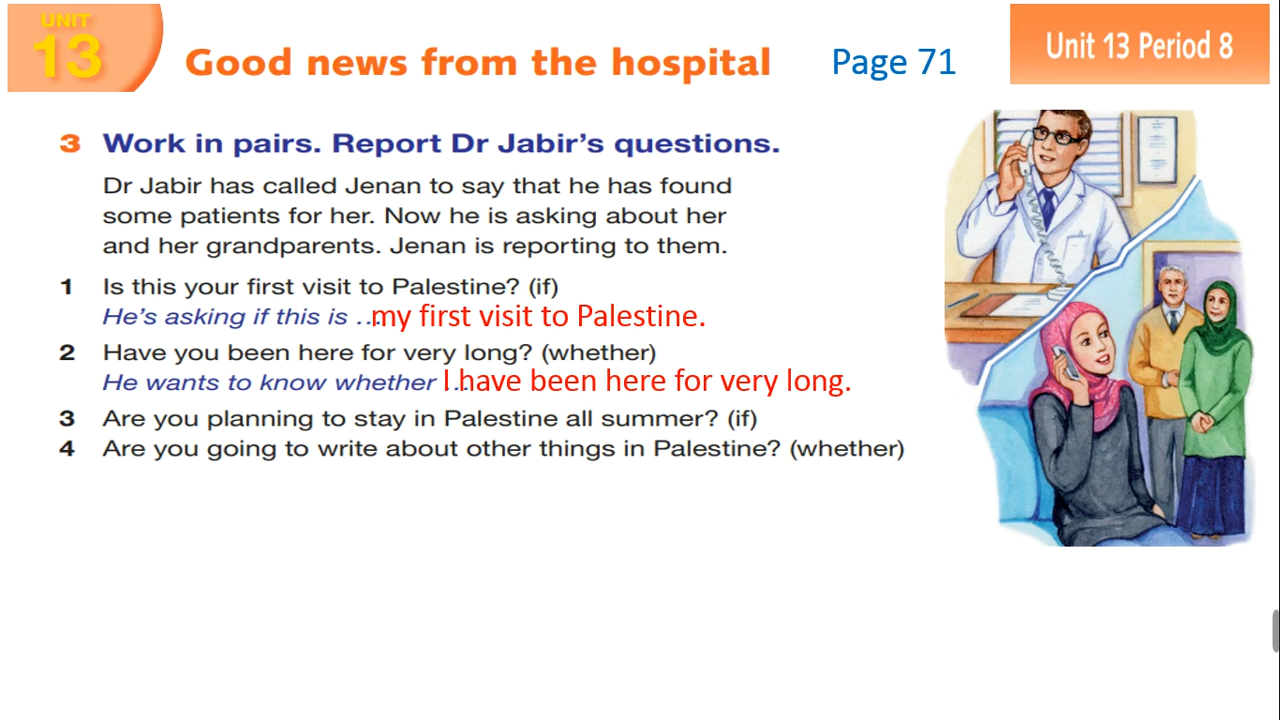 UNIT
13
Good news from the hospital
Page 71
Unit 13 Period 8
3 Work in pairs. Report Dr Jabir's questions.
Dr Jabir has called Jenan to say that he has found
some patients for her. Now he is asking about her
and her grandparents. Jenan is reporting to them.
1 Is this your first visit to Palestine? (if)
He's asking if this is ... my first visit to Palestine.
2 Have you been here for very long? (whether)
He wants to know whether ... I have been here for very long.
3 Are you planning to stay in Palestine all summer? (if)
4 Are you going to write about other things in Palestine? (whether)